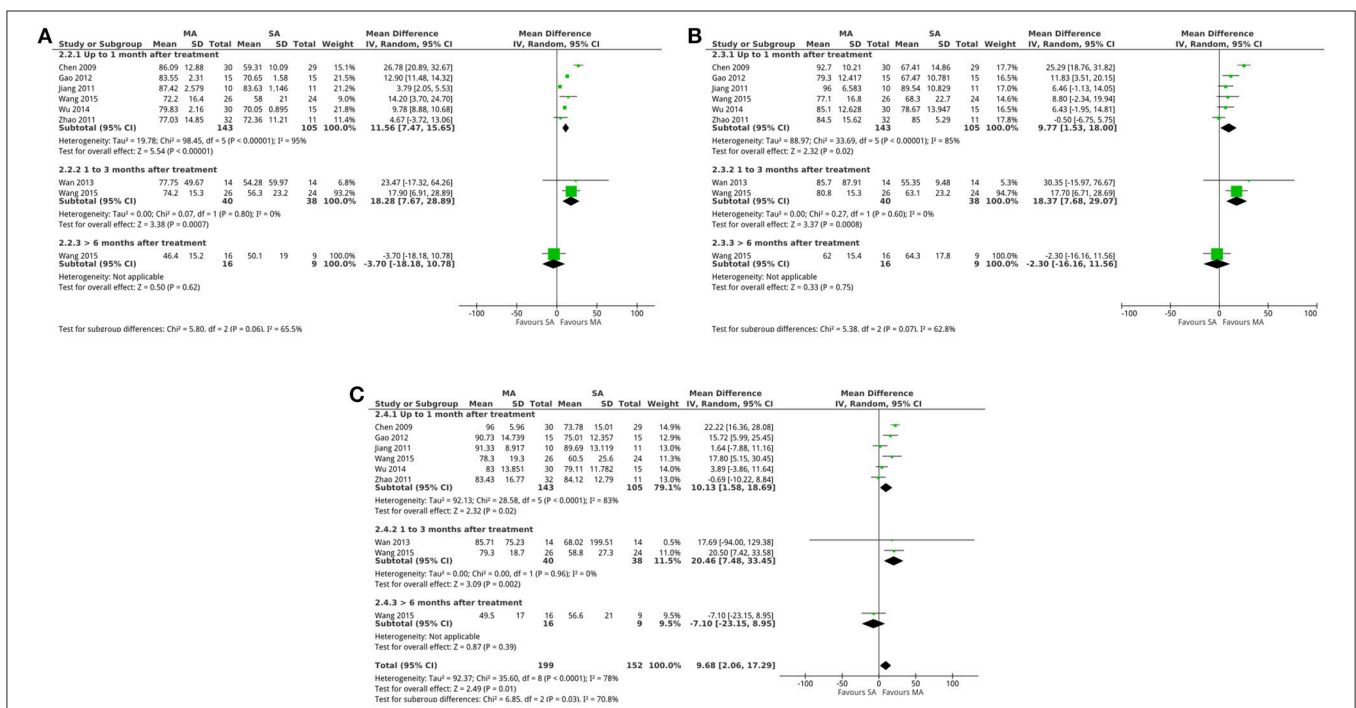 A
MA SA Mean Difference Mean Difference
Study or Subgroup Mean SD Total Mean SD Total Weight IV, Random, 95% CI IV, Random, 95% CI
2.2.1 Up to 1 month after treatment
Chen 2009 86.09 12.88 30 59.31 10.09 29 15.1% 26.78 [20.89, 32.67]
Gao 2012 83.55 2.31 15 70.65 1.58 15 21.5% 12.90 [11.48, 14.32]
Jiang 2011 87.42 2.579 10 83.63 1.146 11 21.3% 3.79 [2.05, 5.53]
Wang 2015 72.2 16.4 26 58 21 24 9.0% 14.20 [3.70, 24.70]
Wu 2014 79.83 2.16 30 70.05 0.895 15 21.8% 9.78 [8.88, 10.68]
Zhao 2011 77.03 14.85 32 72.36 11.21 11 11.3% 4.67 [-3.72, 13.06]
Subtotal (95% CI) 143 105 100.0% 11.56 [7.47, 15.65]
Heterogeneity: Tau² = 19.78; Chi² = 98.45, df = 5 (P < 0.00001); I² = 95%
Test for overall effect: Z = 5.54 (P < 0.00001)
2.2.2 1 to 3 months after treatment
Wan 2013 77.75 49.67 14 54.28 59.97 14 6.8% 23.47 [-17.32, 64.26]
Wang 2015 74.2 15.3 26 56.3 23.2 24 93.2% 17.90 [6.91, 28.89]
Subtotal (95% CI) 40 38 100.0% 18.28 [7.67, 28.89]
Heterogeneity: Tau² = 0.00; Chi² = 0.07, df = 1 (P = 0.80); I² = 0%
Test for overall effect: Z = 3.38 (P = 0.0007)
2.2.3 > 6 months after treatment
Wang 2015 46.4 15.2 16 50.1 19 9 100.0% -3.70 [-18.18, 10.78]
Subtotal (95% CI) 16 9 100.0% -3.70 [-18.18, 10.78]
Heterogeneity: Not applicable
Test for overall effect: Z = 0.50 (P = 0.62)
-100 -50 0 50 100
Favours SA Favours MA
Test for subgroup differences: Chi² = 5.80, df = 2 (P = 0.06), I² = 65.5%
B
MA SA Mean Difference Mean Difference
Study or Subgroup Mean SD Total Mean SD Total Weight IV, Random, 95% CI IV, Random, 95% CI
2.3.1 Up to 1 month after treatment
Chen 2009 92.7 10.21 30 67.41 14.86 29 17.7% 25.29 [18.76, 31.82]
Gao 2012 79.3 12.417 15 67.47 10.781 15 16.5% 11.83 [3.51, 20.15]
Jiang 2011 96 6.583 10 89.54 10.829 11 16.9% 6.46 [-1.13, 14.05]
Wang 2015 77.1 16.8 26 68.3 22.7 24 14.6% 8.80 [-2.34, 19.94]
Wu 2014 85.1 12.628 30 78.67 13.947 15 16.5% 6.43 [-1.95, 14.81]
Zhao 2011 84.5 15.62 32 85 5.29 11 17.8% -0.50 [-6.75, 5.75]
Subtotal (95% CI) 143 105 100.0% 9.77 [1.53, 18.00]
Heterogeneity: Tau² = 88.97; Chi² = 33.69, df = 5 (P < 0.00001); I² = 85%
Test for overall effect: Z = 2.32 (P = 0.02)
2.3.2 1 to 3 months after treatment
Wan 2013 85.7 87.91 14 55.35 9.48 14 5.3% 30.35 [-15.97, 76.67]
Wang 2015 80.8 15.3 26 63.1 23.2 24 94.7% 17.70 [6.71, 28.69]
Subtotal (95% CI) 40 38 100.0% 18.37 [7.68, 29.07]
Heterogeneity: Tau² = 0.00; Chi² = 0.27, df = 1 (P = 0.60); I² = 0%
Test for overall effect: Z = 3.37 (P = 0.0008)
2.3.3 > 6 months after treatment
Wang 2015 62 15.4 16 64.3 17.8 9 100.0% -2.30 [-16.16, 11.56]
Subtotal (95% CI) 16 9 100.0% -2.30 [-16.16, 11.56]
Heterogeneity: Not applicable
Test for overall effect: Z = 0.33 (P = 0.75)
-100 -50 0 50 100
Favours SA Favours MA
Test for subgroup differences: Chi² = 5.38, df = 2 (P = 0.07), I² = 62.8%
C
MA SA Mean Difference Mean Difference
Study or Subgroup Mean SD Total Mean SD Total Weight IV, Random, 95% CI IV, Random, 95% CI
2.4.1 Up to 1 month after treatment
Chen 2009 96 5.96 30 73.78 15.01 29 14.9% 22.22 [16.36, 28.08]
Gao 2012 90.73 14.739 15 75.01 12.357 15 12.9% 15.72 [5.99, 25.45]
Jiang 2011 91.33 8.917 10 89.69 13.119 11 13.0% 1.64 [-7.88, 11.16]
Wang 2015 78.3 19.3 26 60.5 25.6 24 11.3% 17.80 [5.15, 30.45]
Wu 2014 83 13.851 30 79.11 11.782 15 14.0% 3.89 [-3.86, 11.64]
Zhao 2011 83.43 16.77 32 84.12 12.79 11 13.0% -0.69 [-10.22, 8.84]
Subtotal (95% CI) 143 105 79.1% 10.13 [1.58, 18.69]
Heterogeneity: Tau² = 92.13; Chi² = 28.58, df = 5 (P < 0.0001); I² = 83%
Test for overall effect: Z = 2.32 (P = 0.02)
2.4.2 1 to 3 months after treatment
Wan 2013 85.71 75.23 14 68.02 199.51 14 0.5% 17.69 [-94.00, 129.38]
Wang 2015 79.3 18.7 26 58.8 27.3 24 11.0% 20.50 [7.42, 33.58]
Subtotal (95% CI) 40 38 11.5% 20.46 [7.48, 33.45]
Heterogeneity: Tau² = 0.00; Chi² = 0.00, df = 1 (P = 0.96); I² = 0%
Test for overall effect: Z = 3.09 (P = 0.002)
2.4.3 > 6 months after treatment
Wang 2015 49.5 17 16 56.6 21 9 9.5% -7.10 [-23.15, 8.95]
Subtotal (95% CI) 16 9 9.5% -7.10 [-23.15, 8.95]
Heterogeneity: Not applicable
Test for overall effect: Z = 0.87 (P = 0.39)
Total (95% CI) 199 152 100.0% 9.68 [2.06, 17.29]
Heterogeneity: Tau² = 92.37; Chi² = 35.60, df = 8 (P < 0.0001); I² = 78%
Test for overall effect: Z = 2.49 (P = 0.01)
Test for subgroup differences: Chi² = 6.85, df = 2 (P = 0.03), I² = 70.8%
-100 -50 0 50 100
Favours SA Favours MA